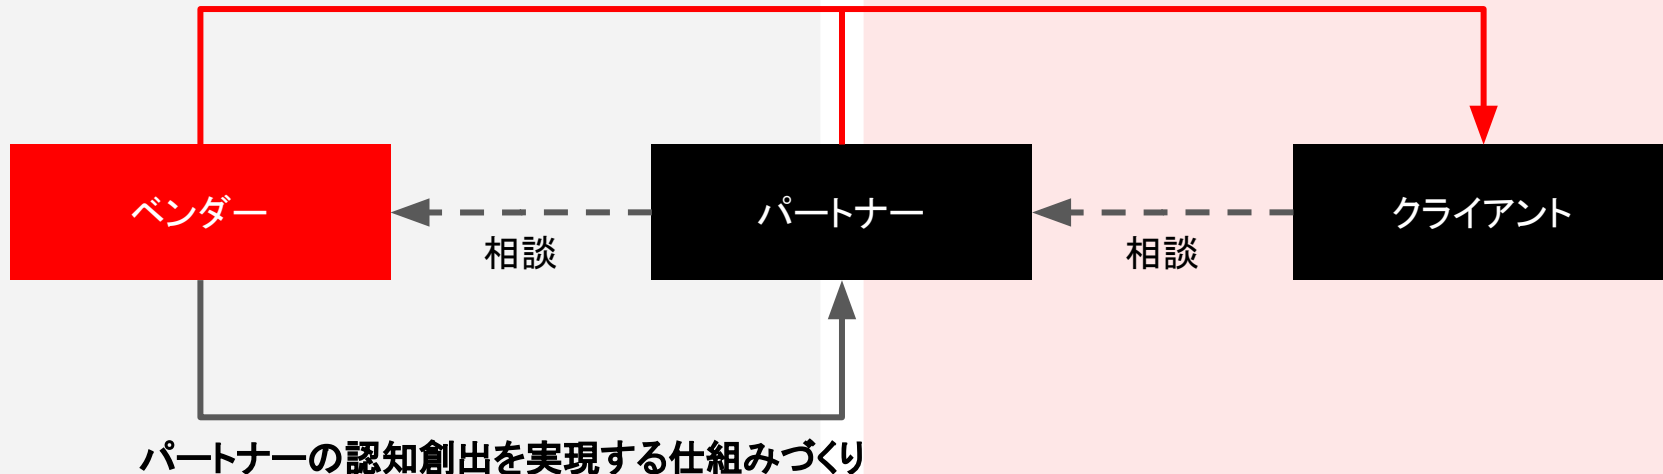 ベンダー
パートナー
クライアント
相談
相談
パートナーの認知創出を実現する仕組みづくり